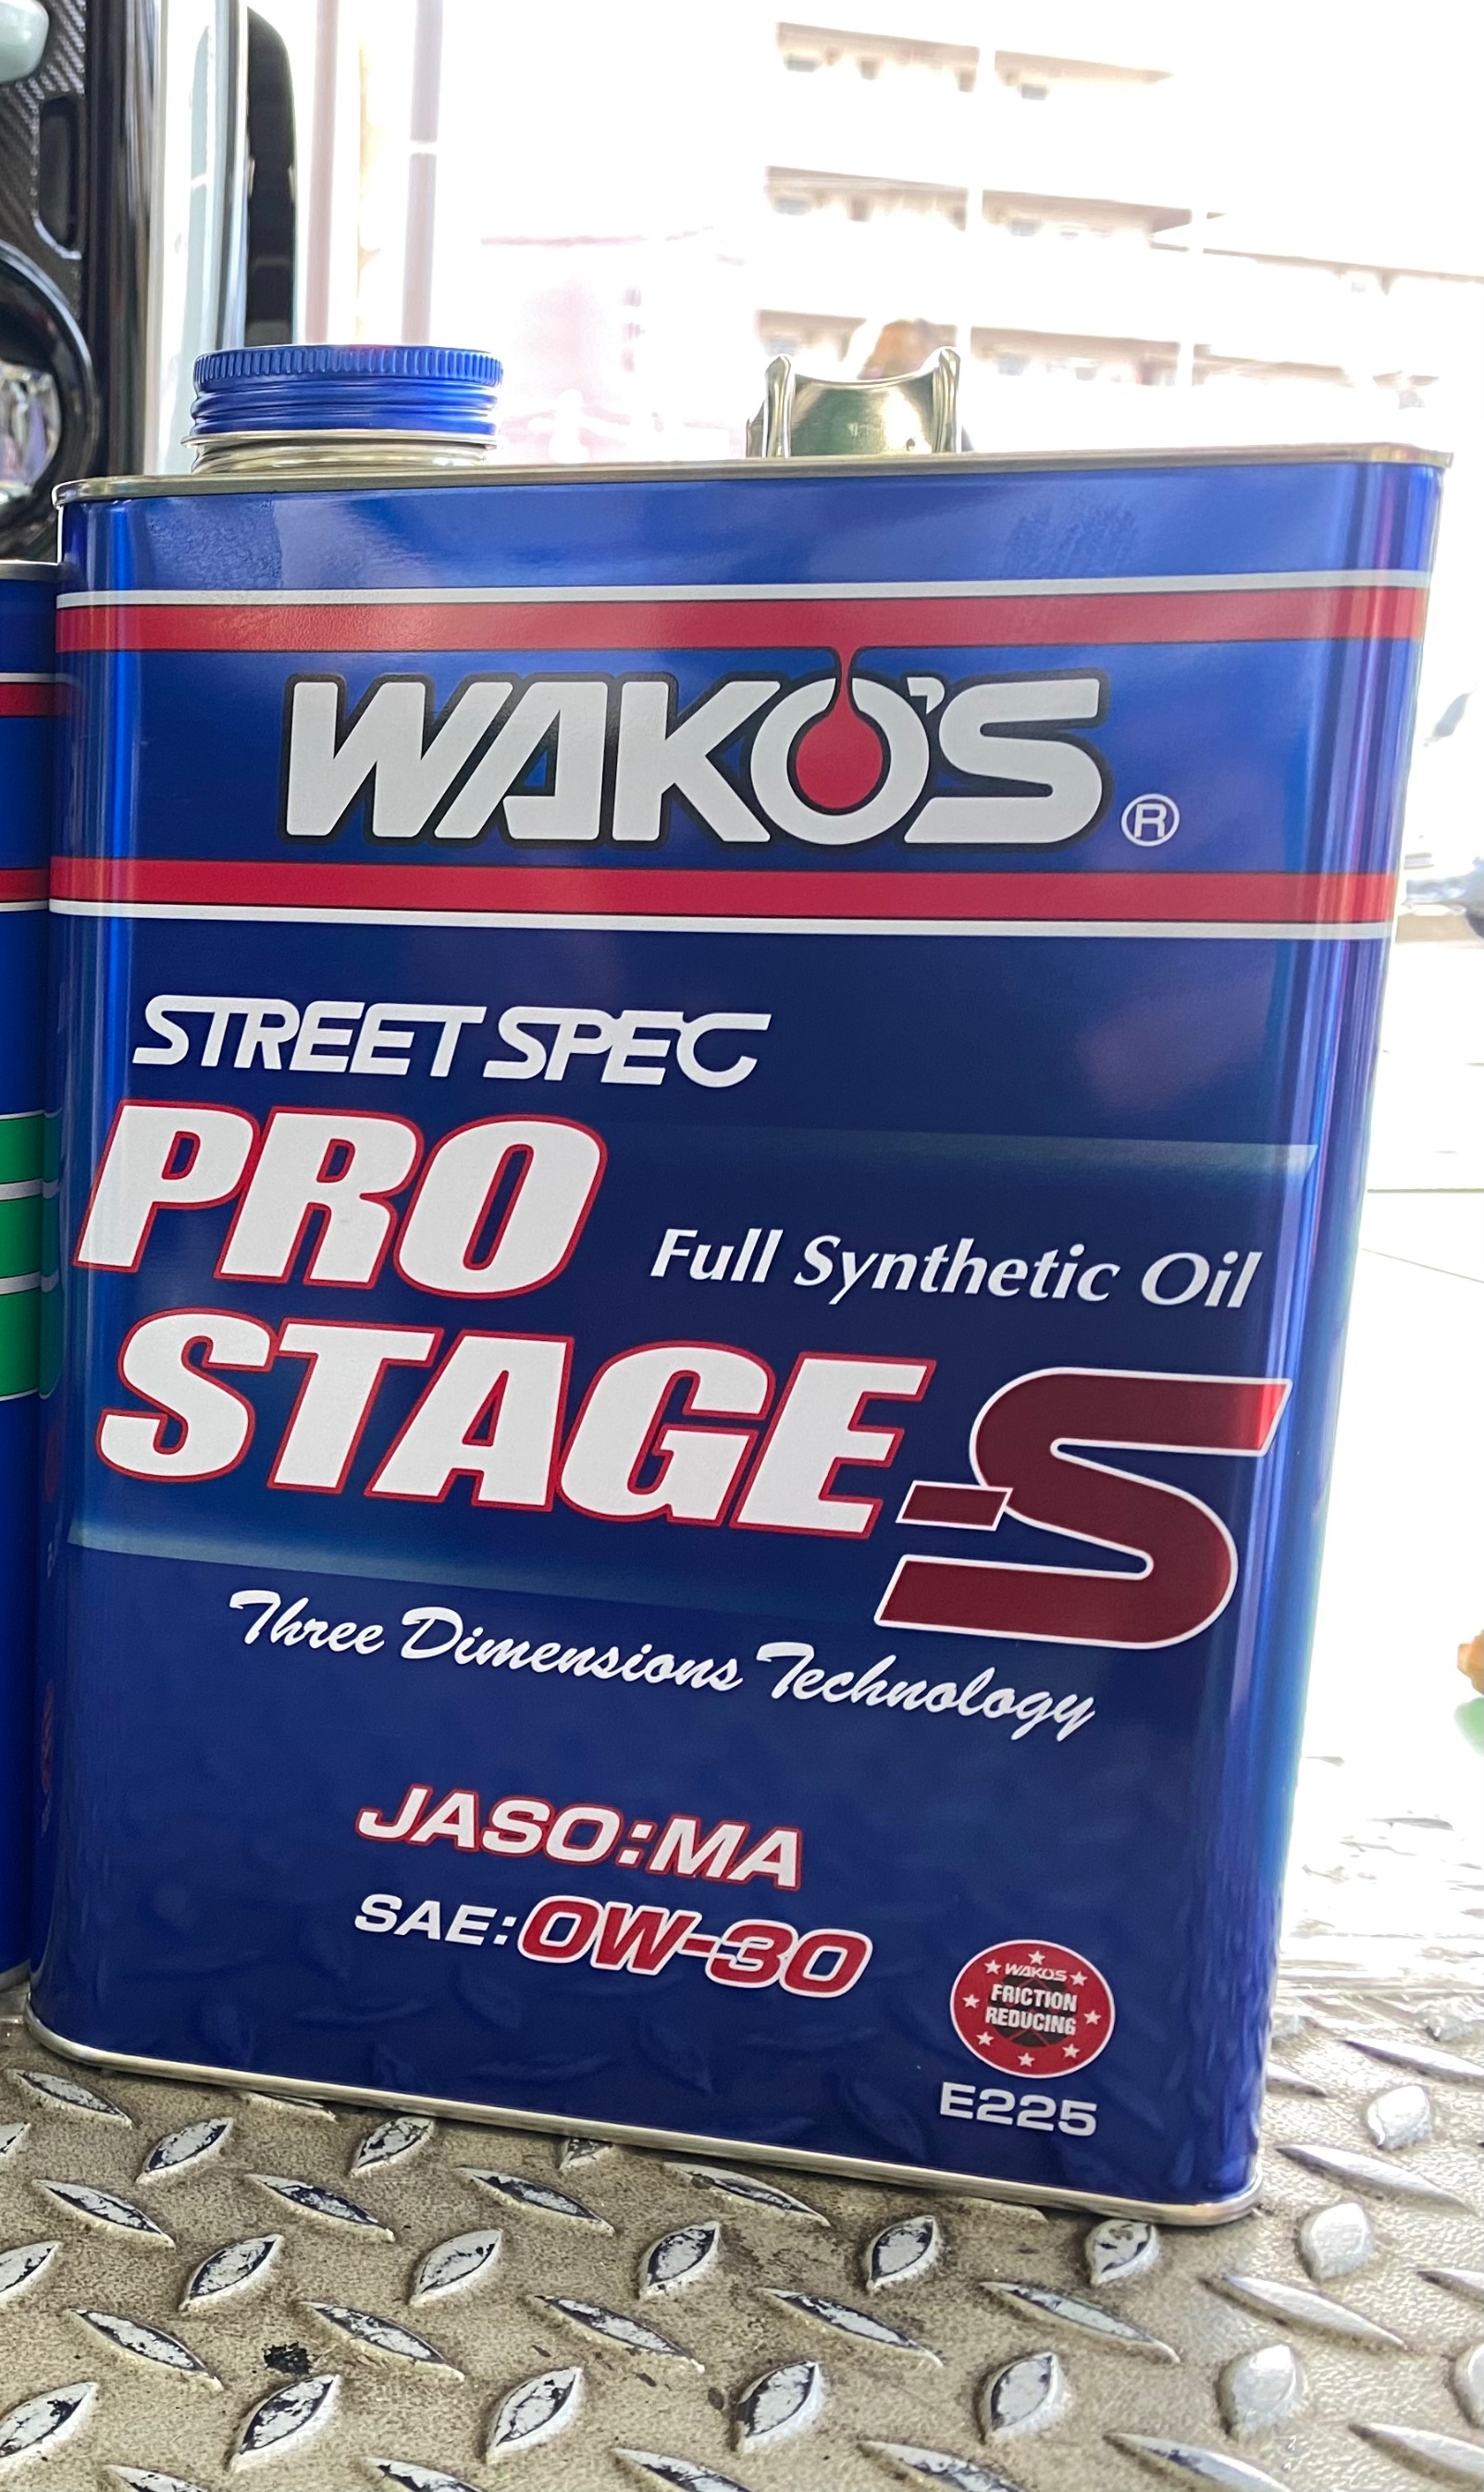 WAKO'S ®
STREET SPEC
PRO
Full Synthetic Oil
STAGE-S
Three Dimensions Technology
JASO:MA
SAE:0W-30
WAKO'S
FRICTION
REDUCING
E225